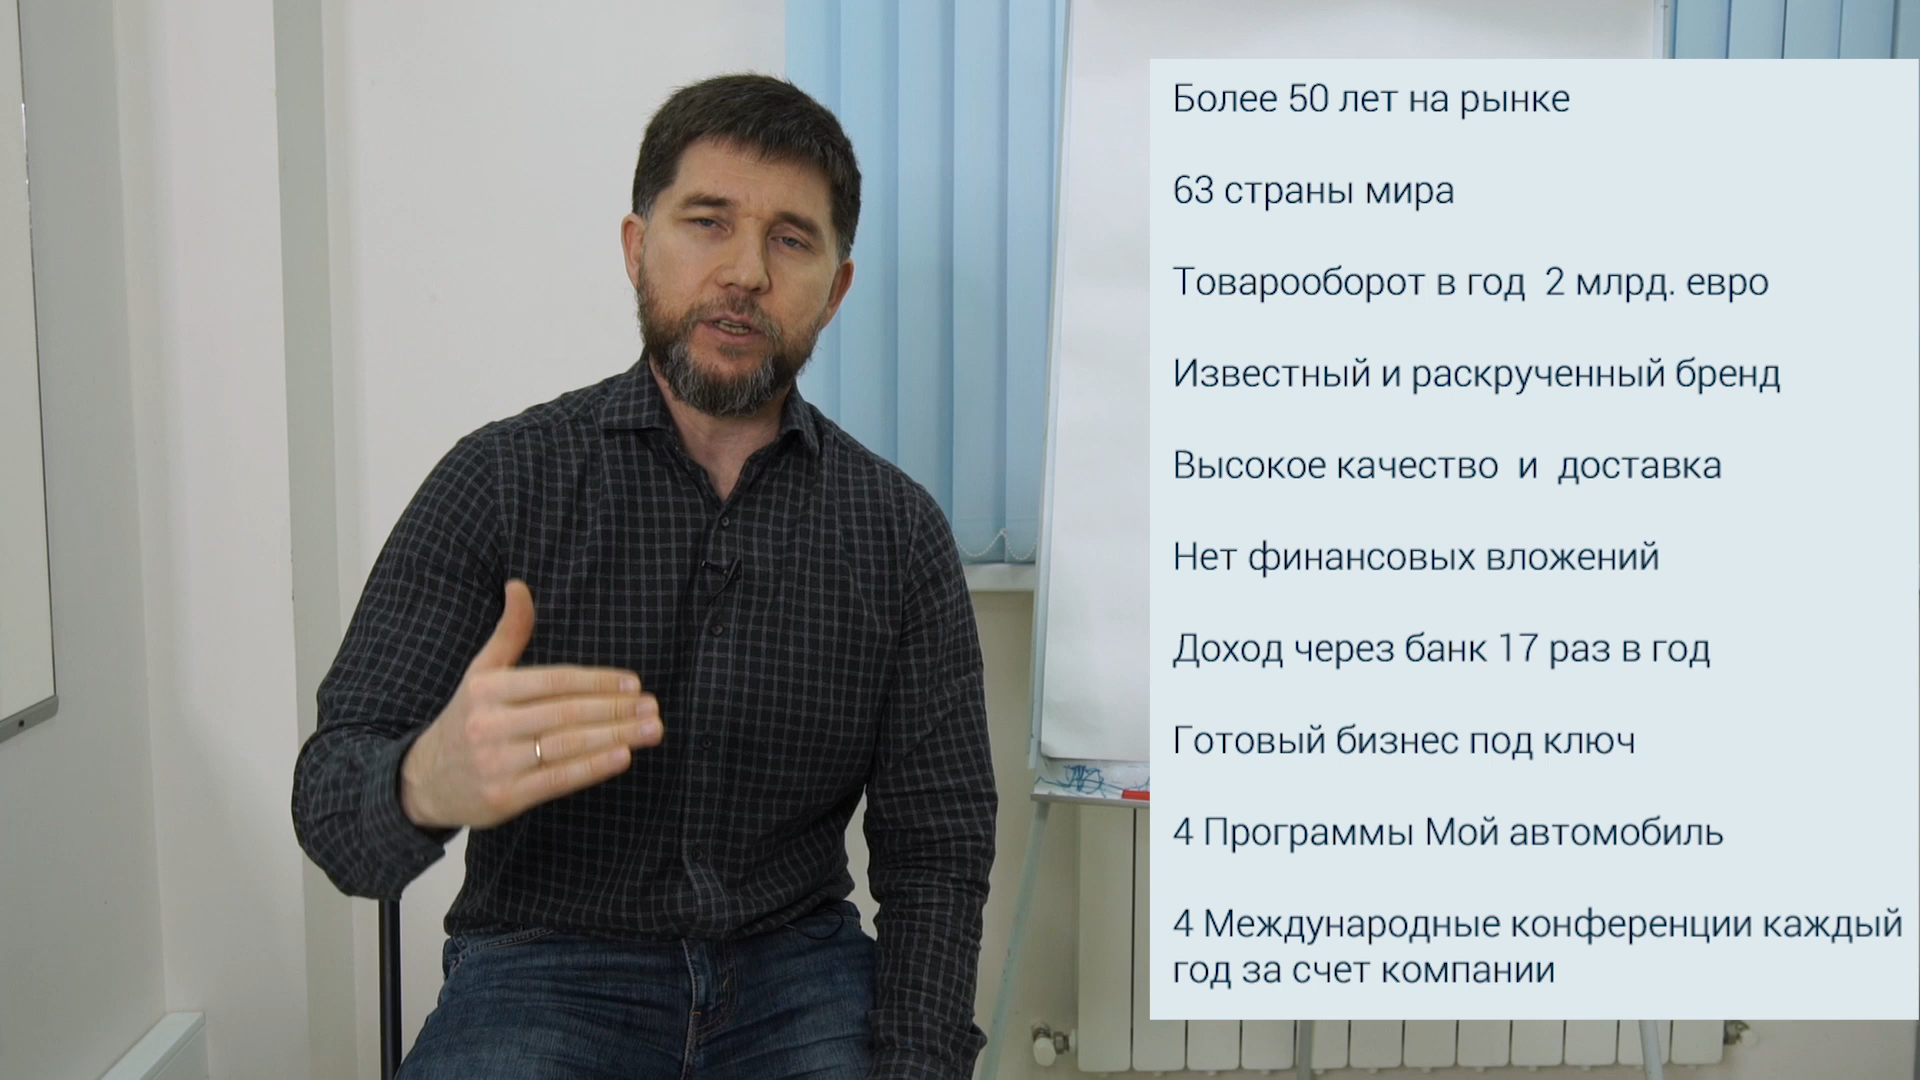 Более 50 лет на рынке
63 страны мира
Товарооборот в год 2 млрд. евро
Известный и раскрученный бренд
Высокое качество и доставка
Нет финансовых вложений
Доход через банк 17 раз в год
Готовый бизнес под ключ
4 Программы Мой автомобиль
4 Международные конференции каждый
год за счет компании